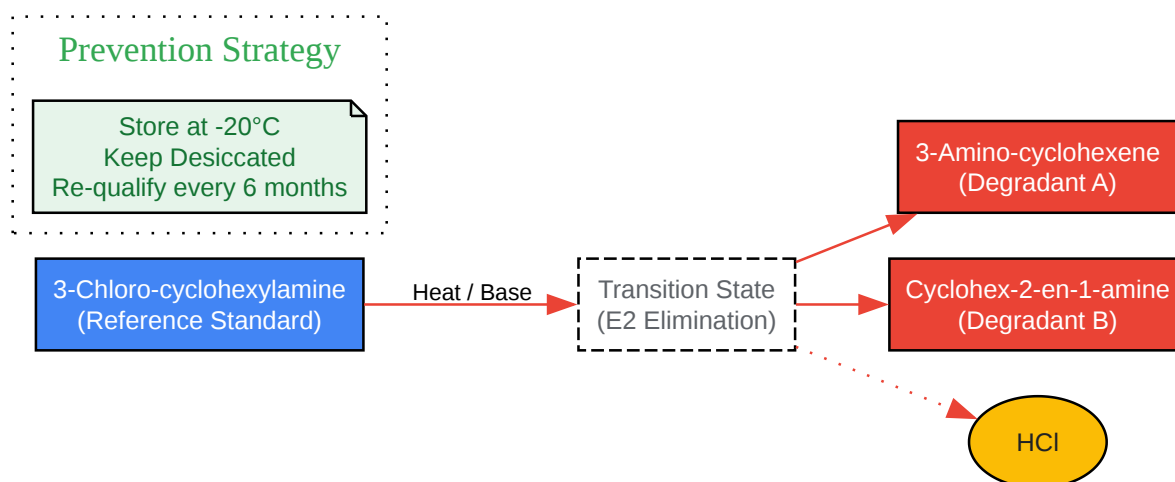 Prevention Strategy
Store at -20°C
Keep Desiccated
Re-qualify every 6 months
3-Chloro-cyclohexylamine
(Reference Standard)
Heat / Base
Transition State
(E2 Elimination)
3-Amino-cyclohexene
(Degradant A)
Cyclohex-2-en-1-amine
(Degradant B)
HCl